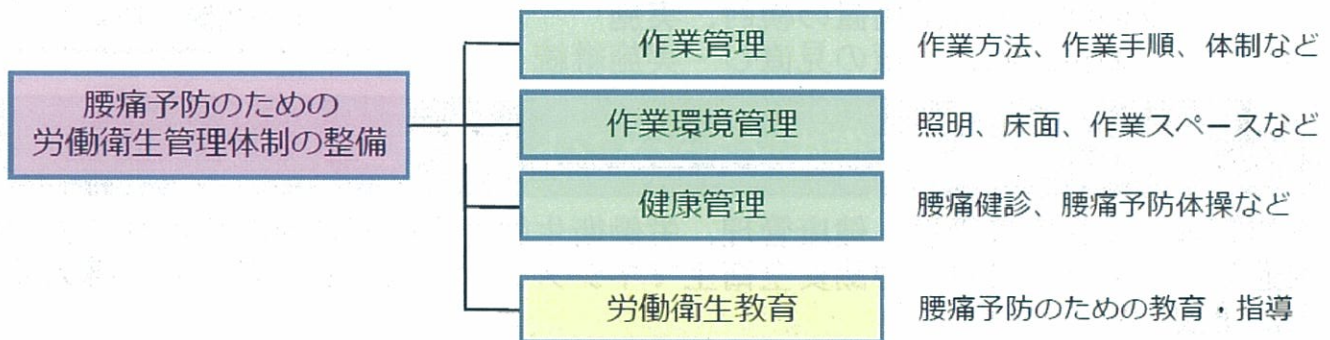 腰痛予防のための
労働衛生管理体制の整備
作業管理
作業方法、作業手順、体制など
作業環境管理
照明、床面、作業スペースなど
健康管理
腰痛健診、腰痛予防体操など
労働衛生教育
腰痛予防のための教育・指導